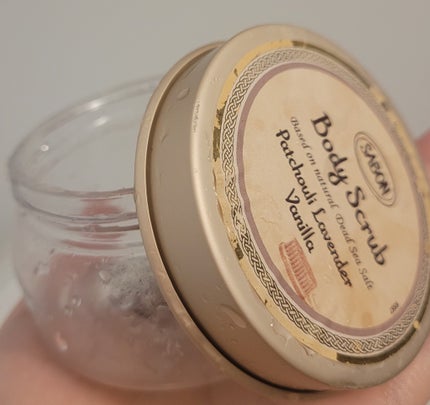 SABON
Body Scrub
Based on natural Dead Sea Salt
Patchouli Lavender
Vanilla